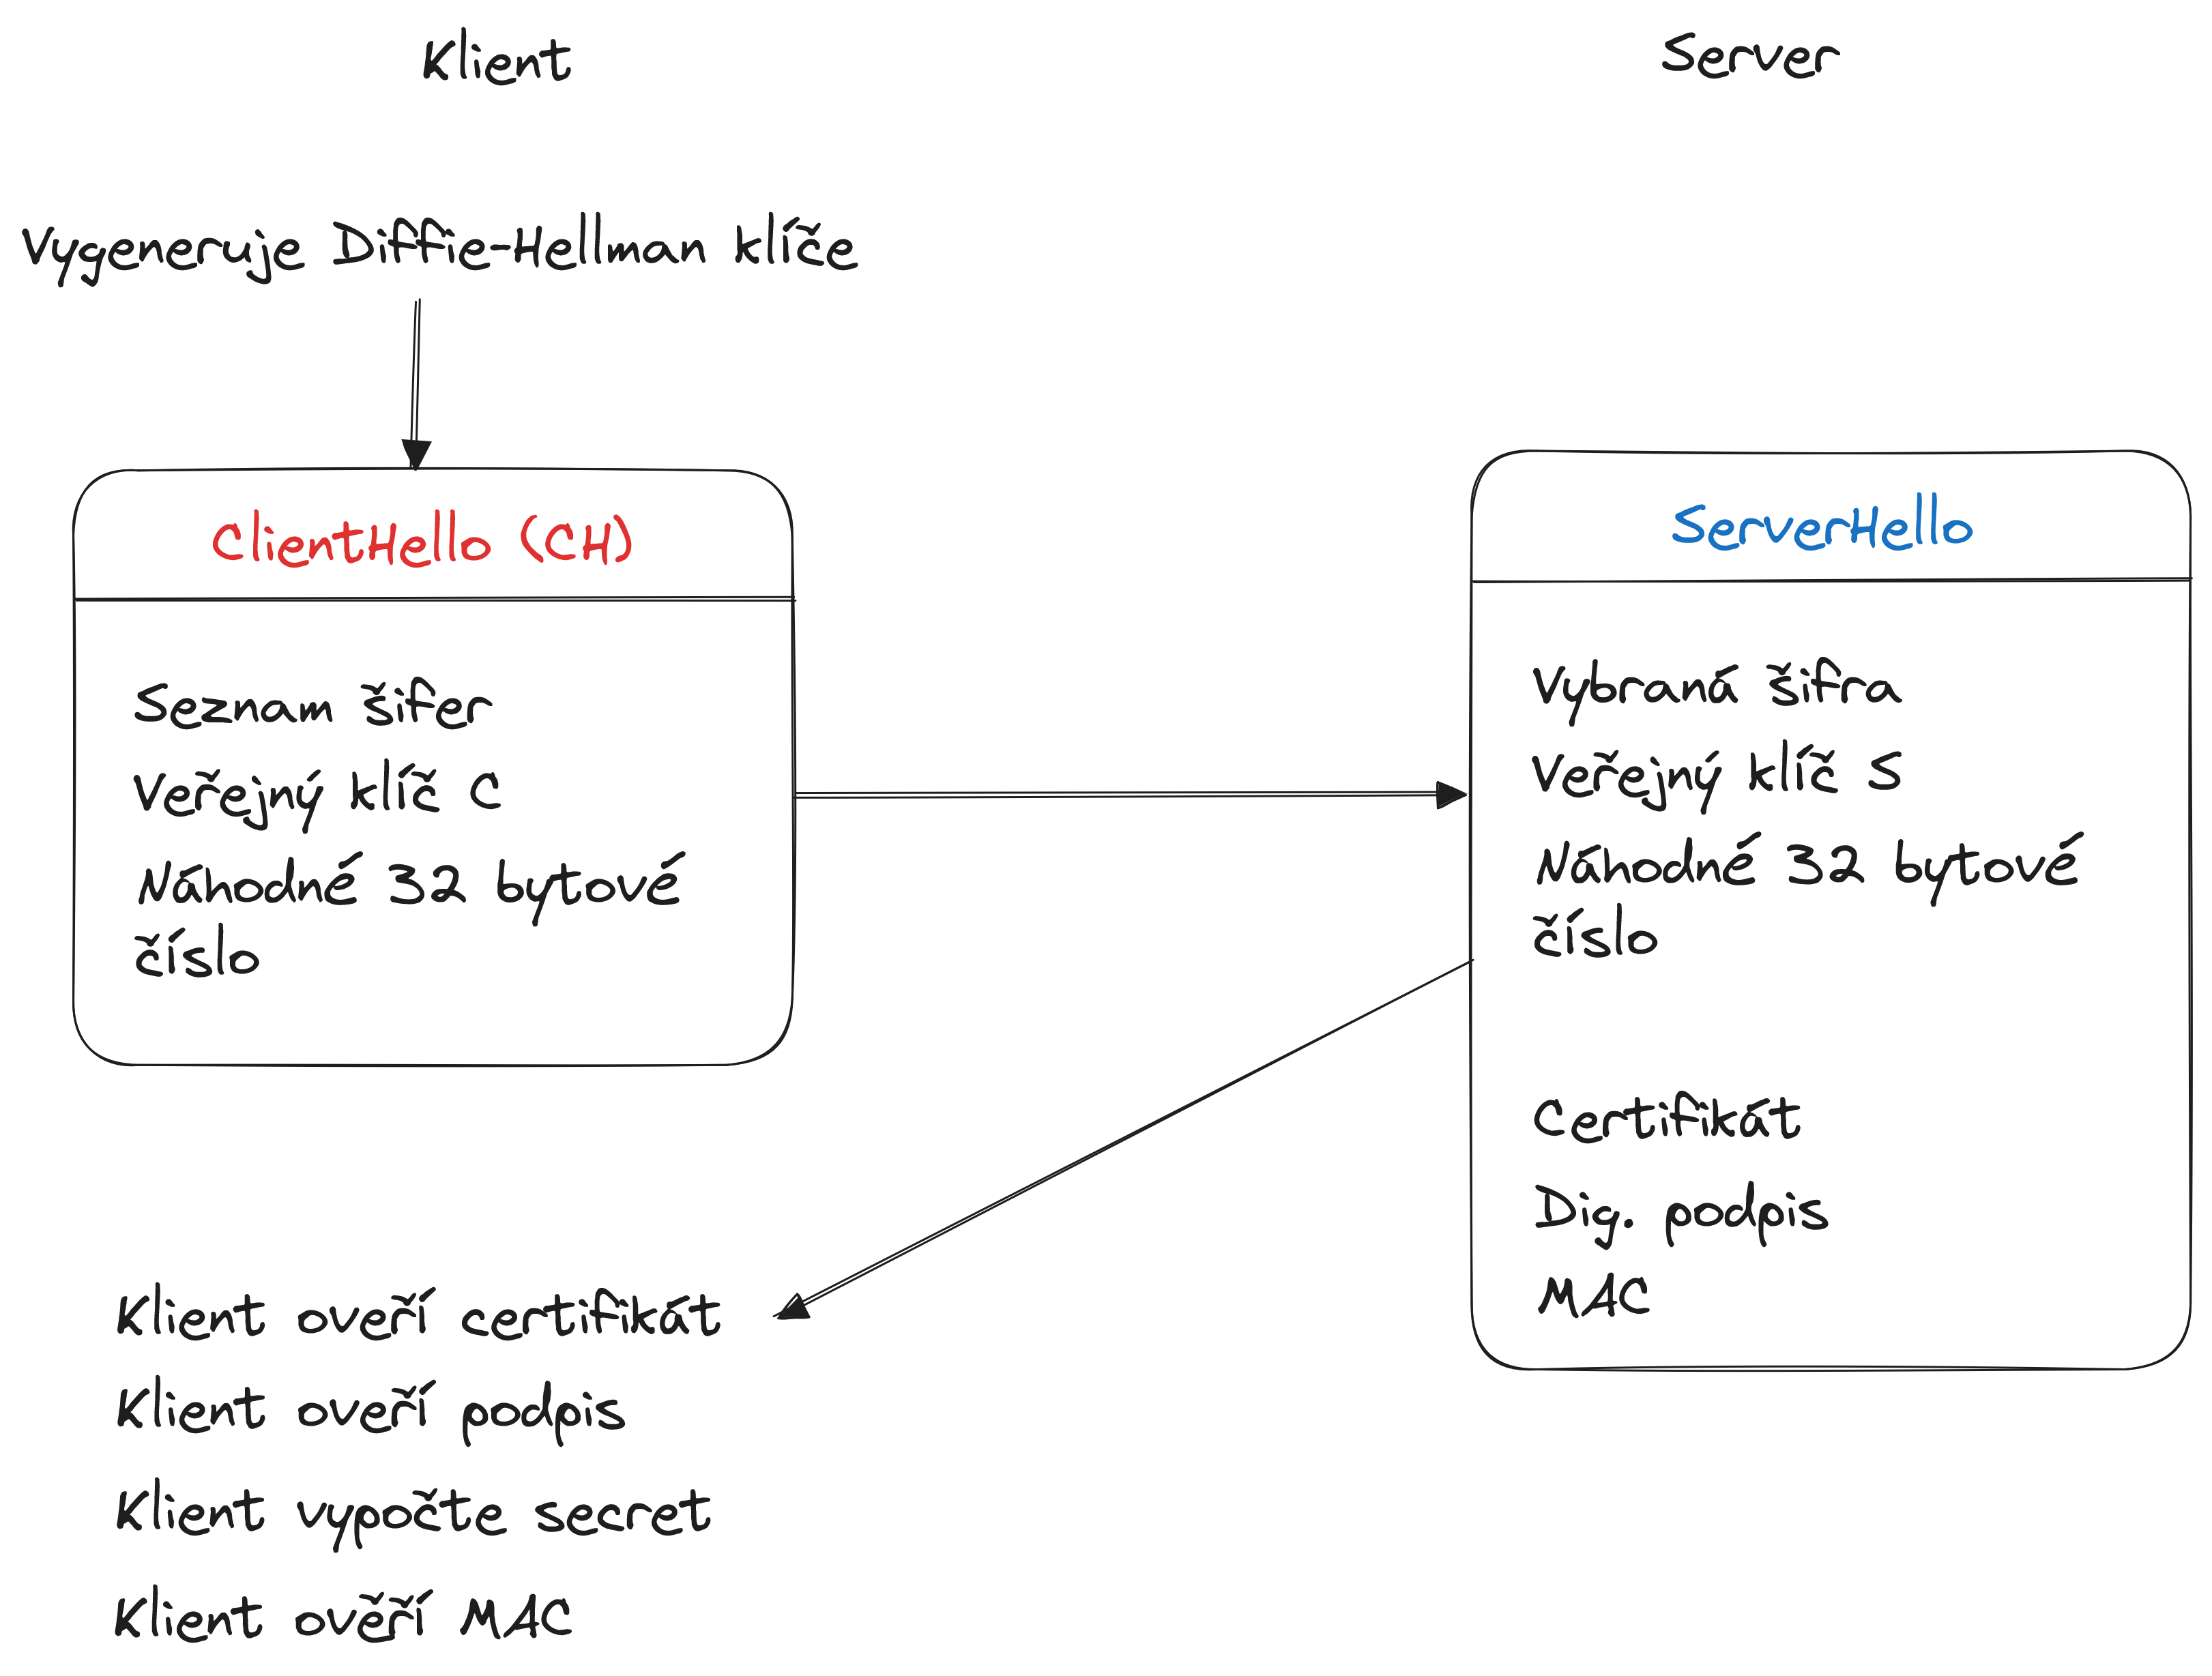 Klient
Server
Vygeneruje Diffie-Hellman klíče
ClientHello (CH)
Seznam šifer
Veřejný klíč C
Náhodné 32 bytové
číslo
ServerHello
Vybraná šifra
Veřejný klíč S
Náhodné 32 bytové
číslo
Certifikát
Dig. podpis
MAC
Klient oveří certifikát
Klient oveří podpis
Klient vypočte secret
Klient ověří MAC